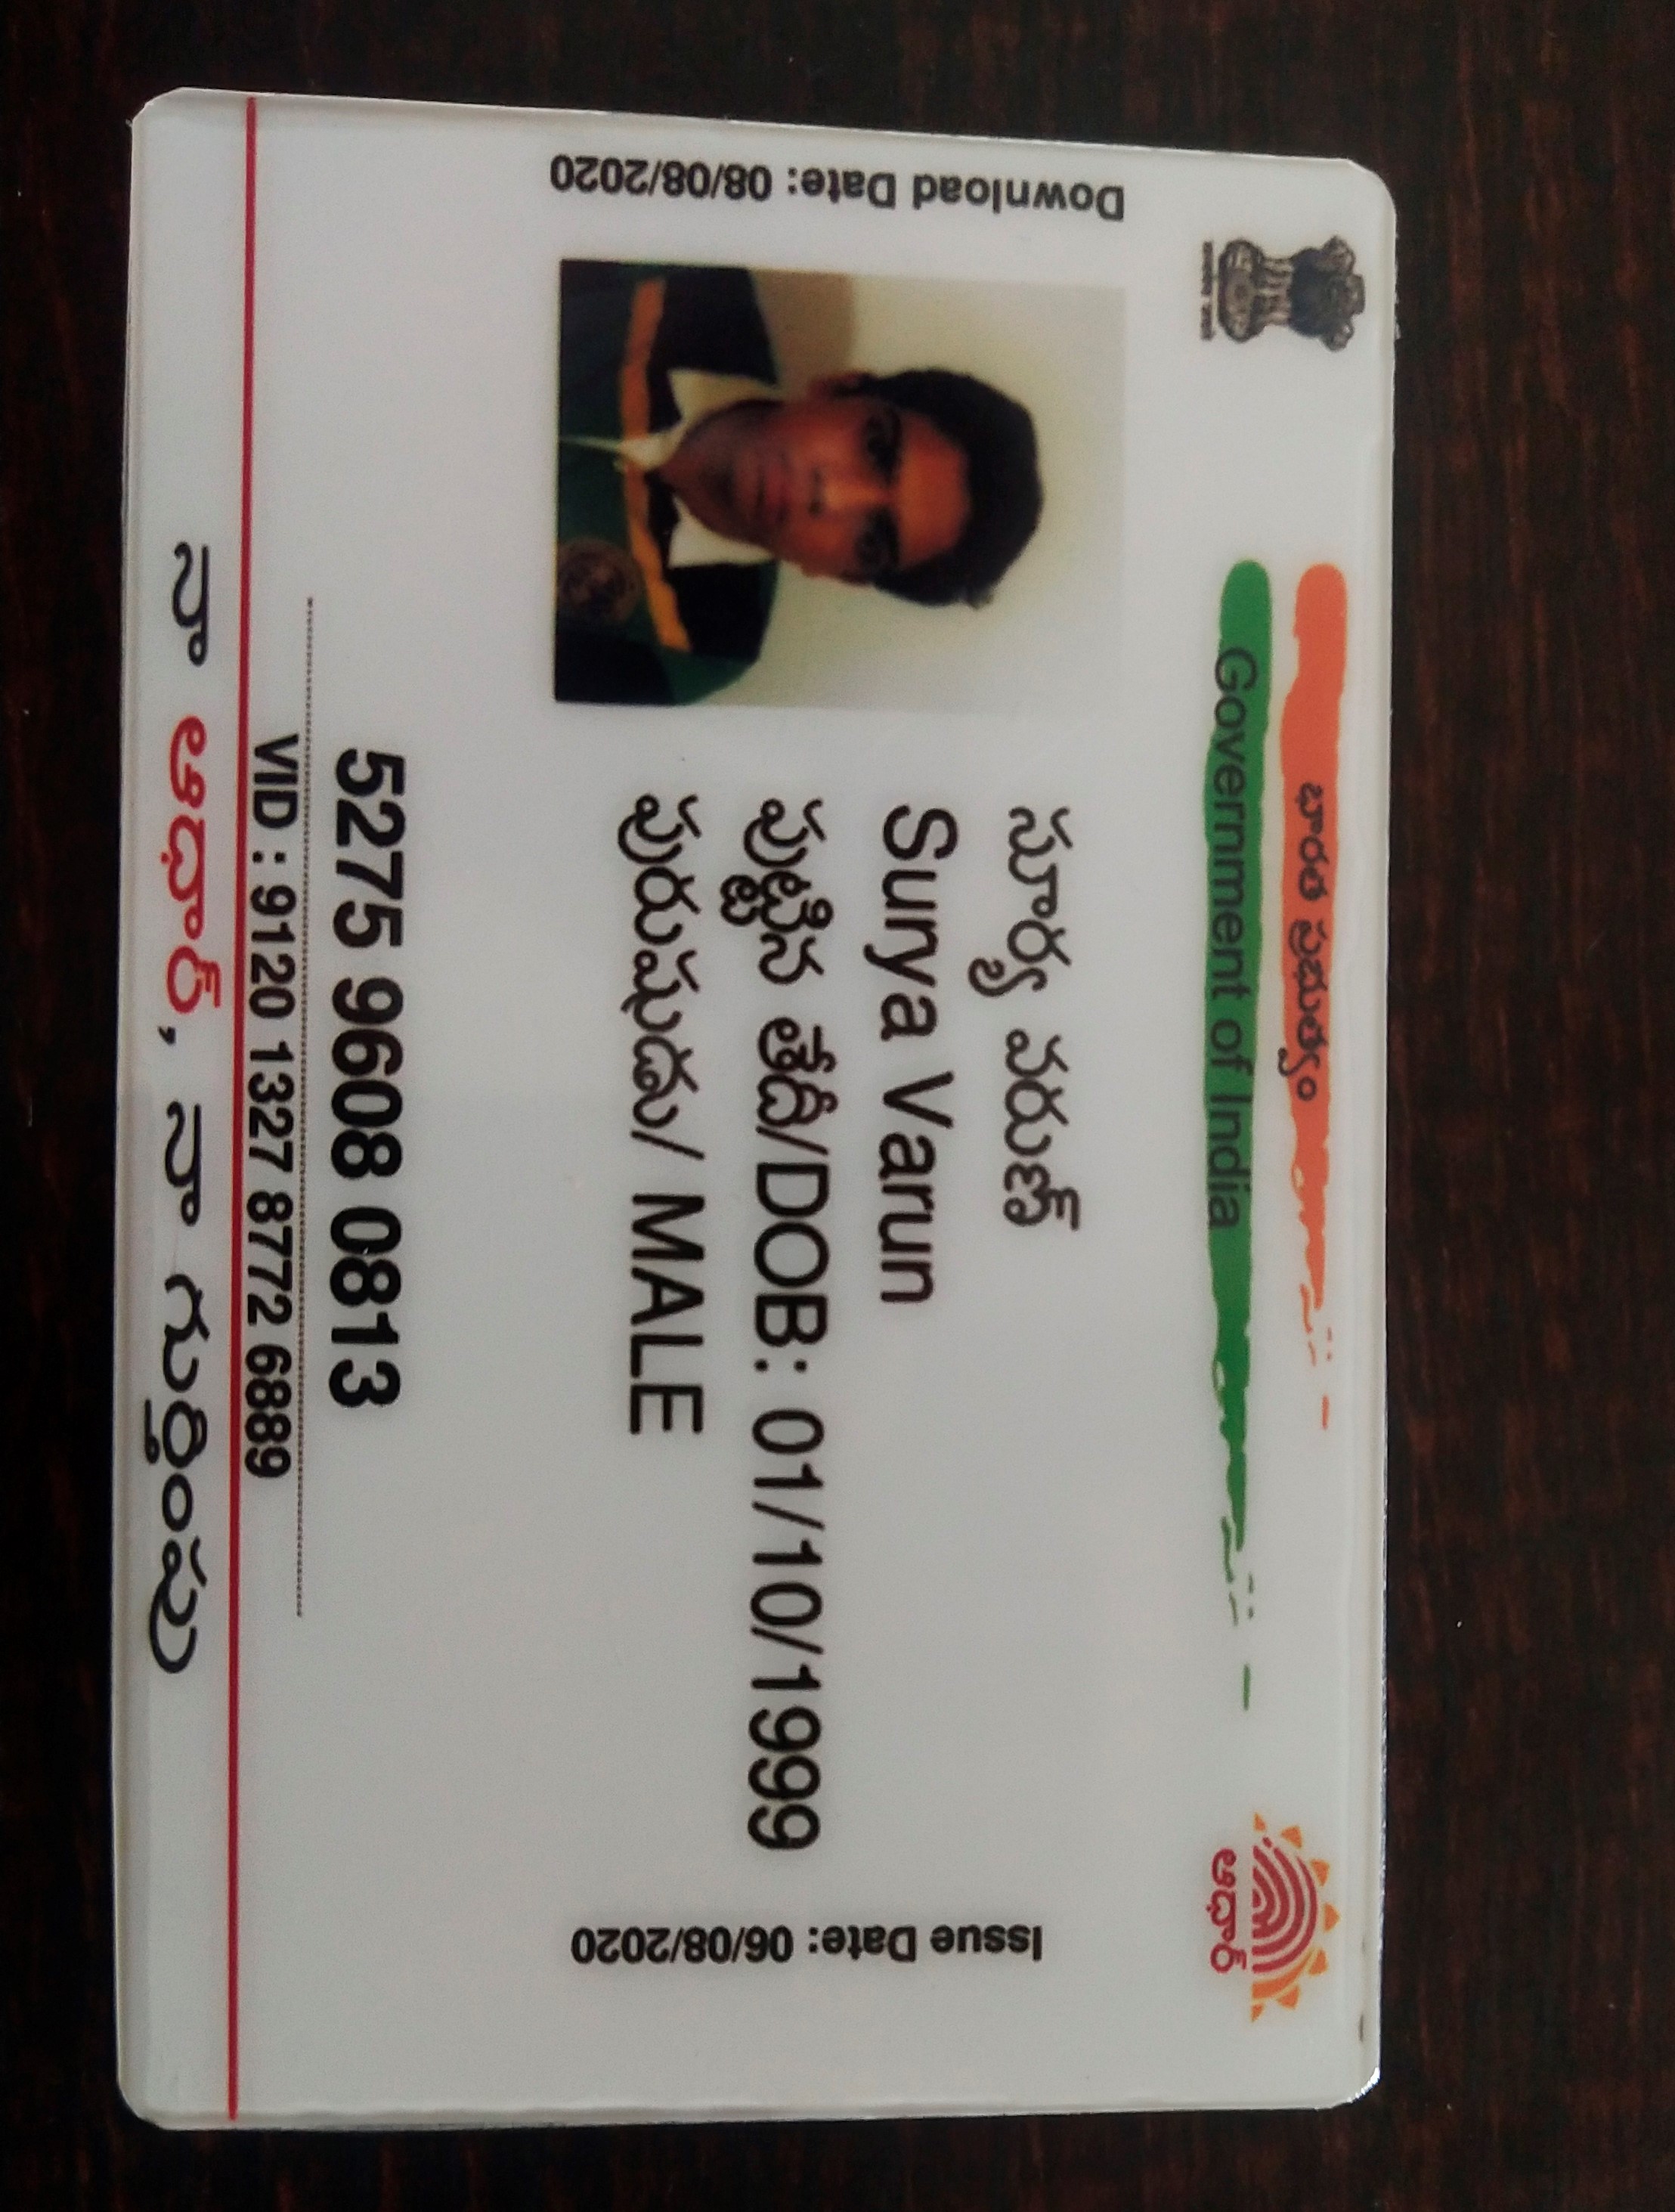 భారత ప్రభుత్వం
Government of India
ఆధార్
Download Date: 08/08/2020
సూర్య వరుణ్
Surya Varun
పుట్టిన తేదీ/DOB: 01/10/1999
పురుషుడు/ MALE
Issue Date: 06/08/2020
5275 9608 0813
VID : 9120 1327 8772 6889
నా ఆధార్, నా గుర్తింపు